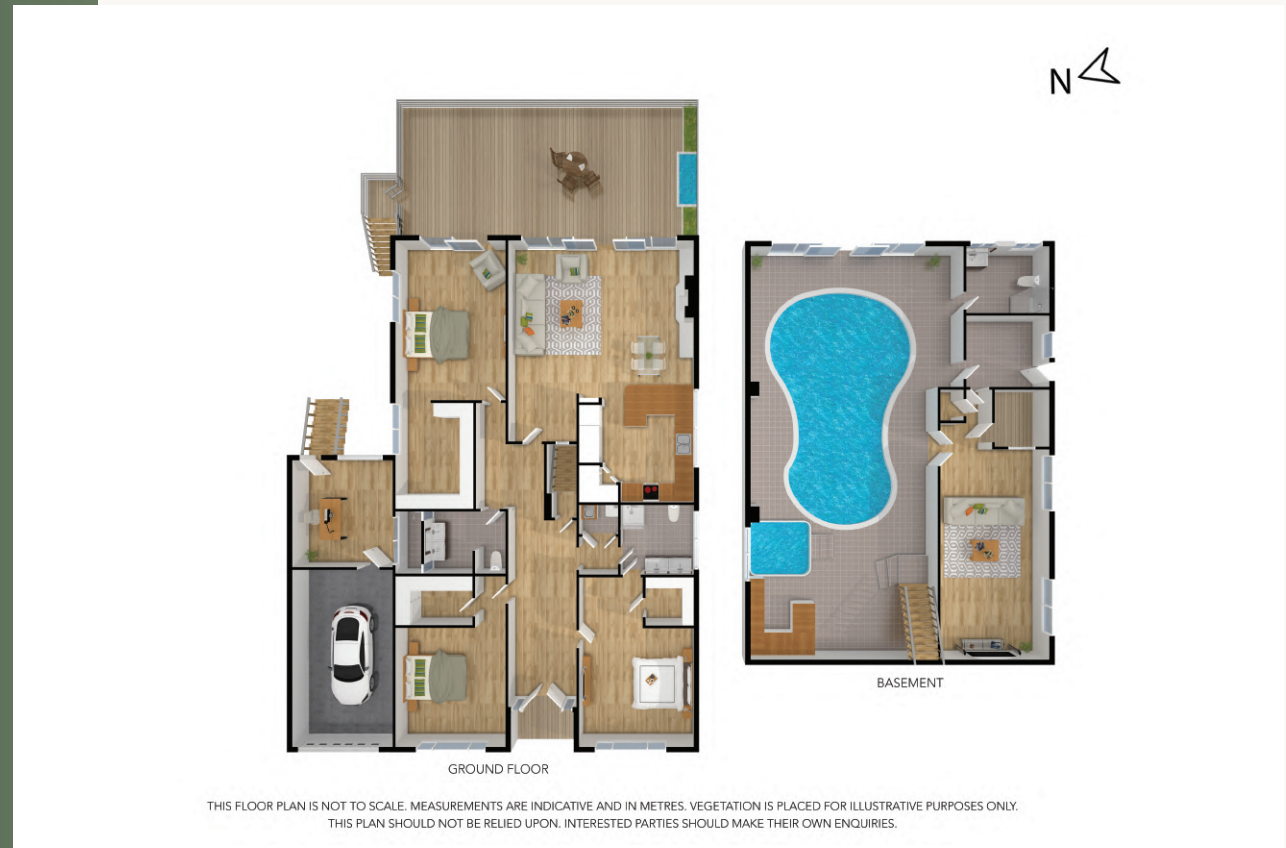 N
GROUND FLOOR
BASEMENT
THIS FLOOR PLAN IS NOT TO SCALE. MEASUREMENTS ARE INDICATIVE AND IN METRES. VEGETATION IS PLACED FOR ILLUSTRATIVE PURPOSES ONLY.
THIS PLAN SHOULD NOT BE RELIED UPON. INTERESTED PARTIES SHOULD MAKE THEIR OWN ENQUIRIES.